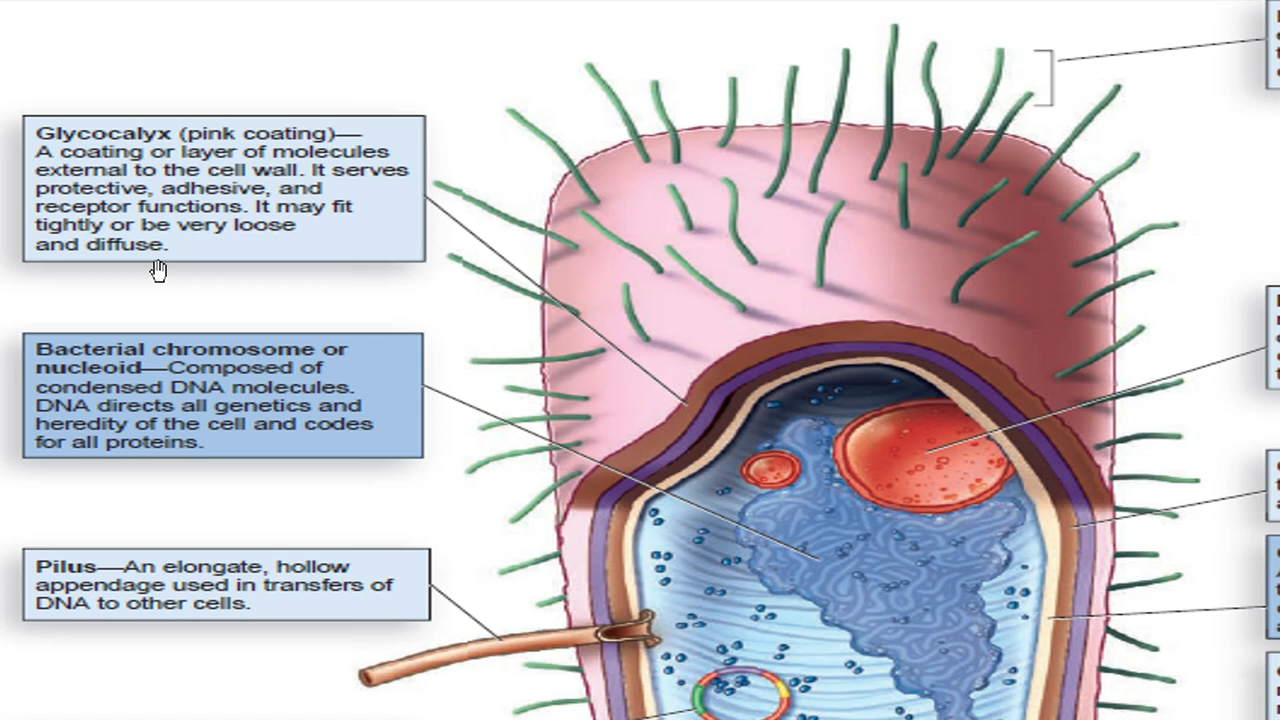 Glycocalyx (pink coating)—
A coating or layer of molecules
external to the cell wall. It serves
protective, adhesive, and
receptor functions. It may fit
tightly or be very loose
and diffuse.
Bacterial chromosome or
nucleoid—Composed of
condensed DNA molecules.
DNA directs all genetics and
heredity of the cell and codes
for all proteins.
Pilus—An elongate, hollow
appendage used in transfers of
DNA to other cells.